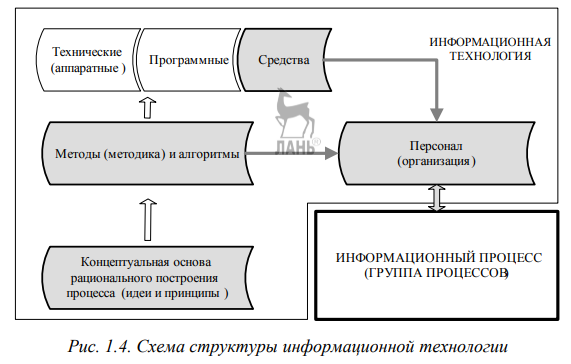 Технические
(аппаратные )
Программные
Средства
ИНФОРМАЦИОННАЯ
ТЕХНОЛОГИЯ
ЛАНЬ®
Методы (методика) и алгоритмы
Персонал
(организация)
Концептуальная основа
рационального построения
процесса (идеи и принципы )
ИНФОРМАЦИОННЫЙ ПРОЦЕСС
(ГРУППА ПРОЦЕССОВ)
Рис. 1.4. Схема структуры информационной технологии